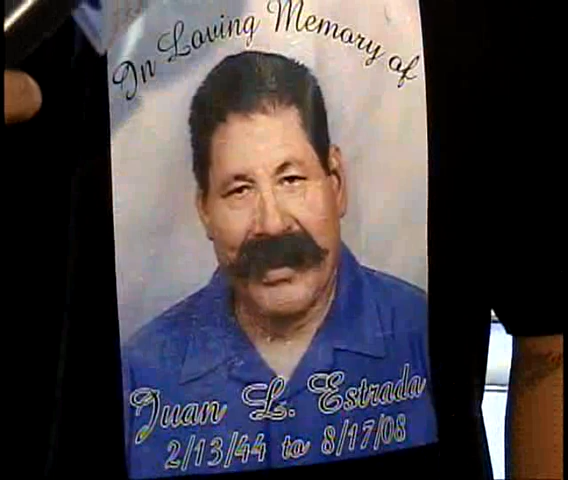 In Loving Memory of
Juan L. Estrada
2/13/44 to 8/17/08